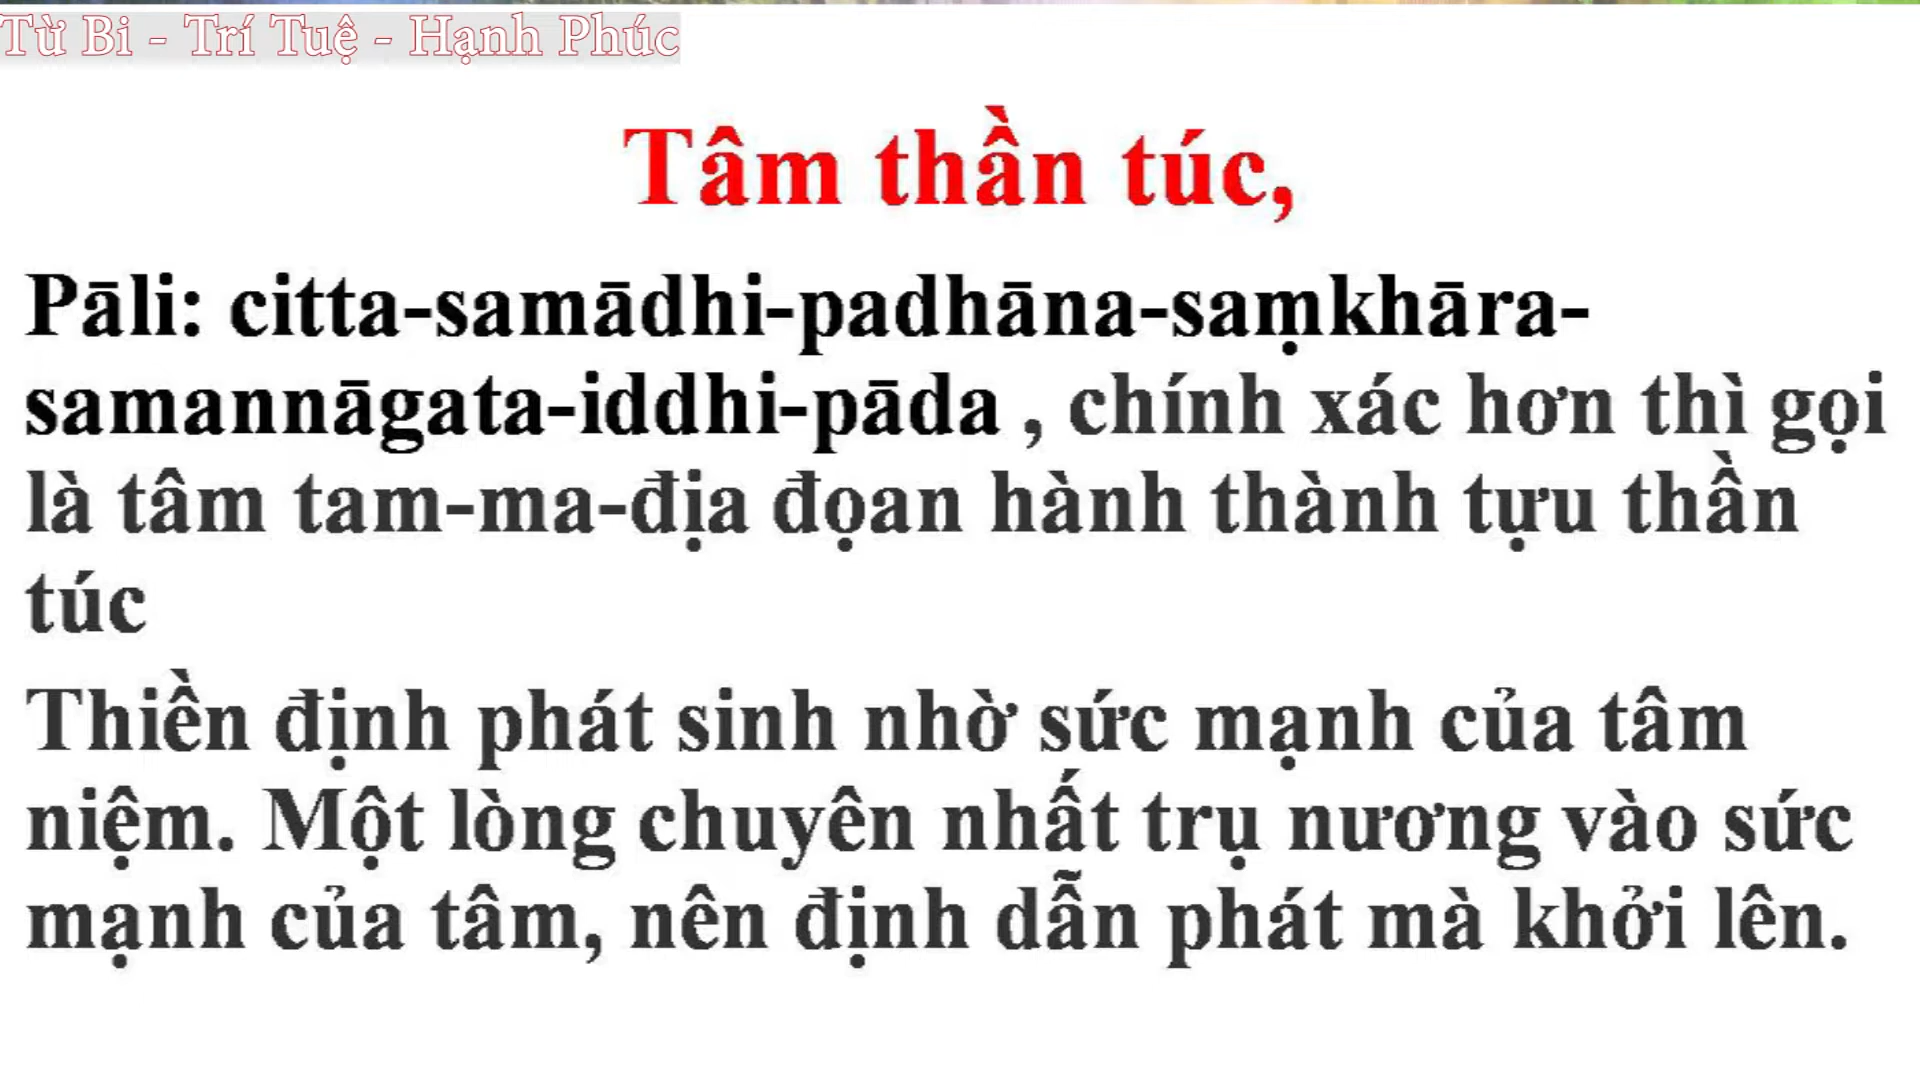 Từ Bi - Trí Tuệ - Hạnh Phúc
Tâm thần túc,
Pāli: citta-samādhi-padhāna-saṃkhāra-
samannāgata-iddhi-pāda , chính xác hơn thì gọi
là tâm tam-ma-địa đọan hành thành tựu thần
túc
Thiền định phát sinh nhờ sức mạnh của tâm
niệm. Một lòng chuyên nhất trụ nương vào sức
mạnh của tâm, nên định dẫn phát mà khởi lên.